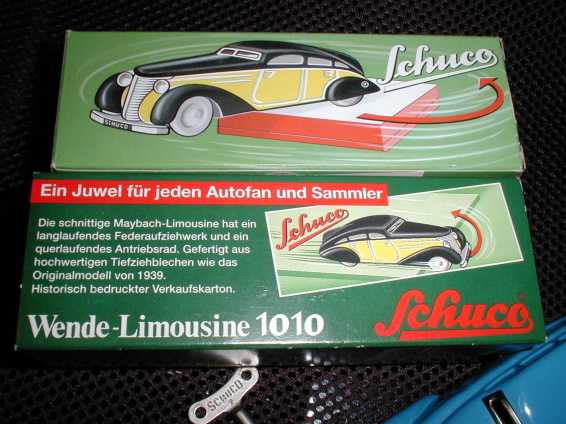 Schuco
SCHUCO
Ein Juwel für jeden Autofan und Sammler
Die schnittige Maybach-Limousine hat ein
langlaufendes Federaufziehwerk und ein
querlaufendes Antriebsrad. Gefertigt aus
hochwertigen Tiefziehblechen wie das
Originalmodell von 1939.
Historisch bedruckter Verkaufskarton.
Schuco
Wende-Limousine 1010
Schuco
SCHUCO